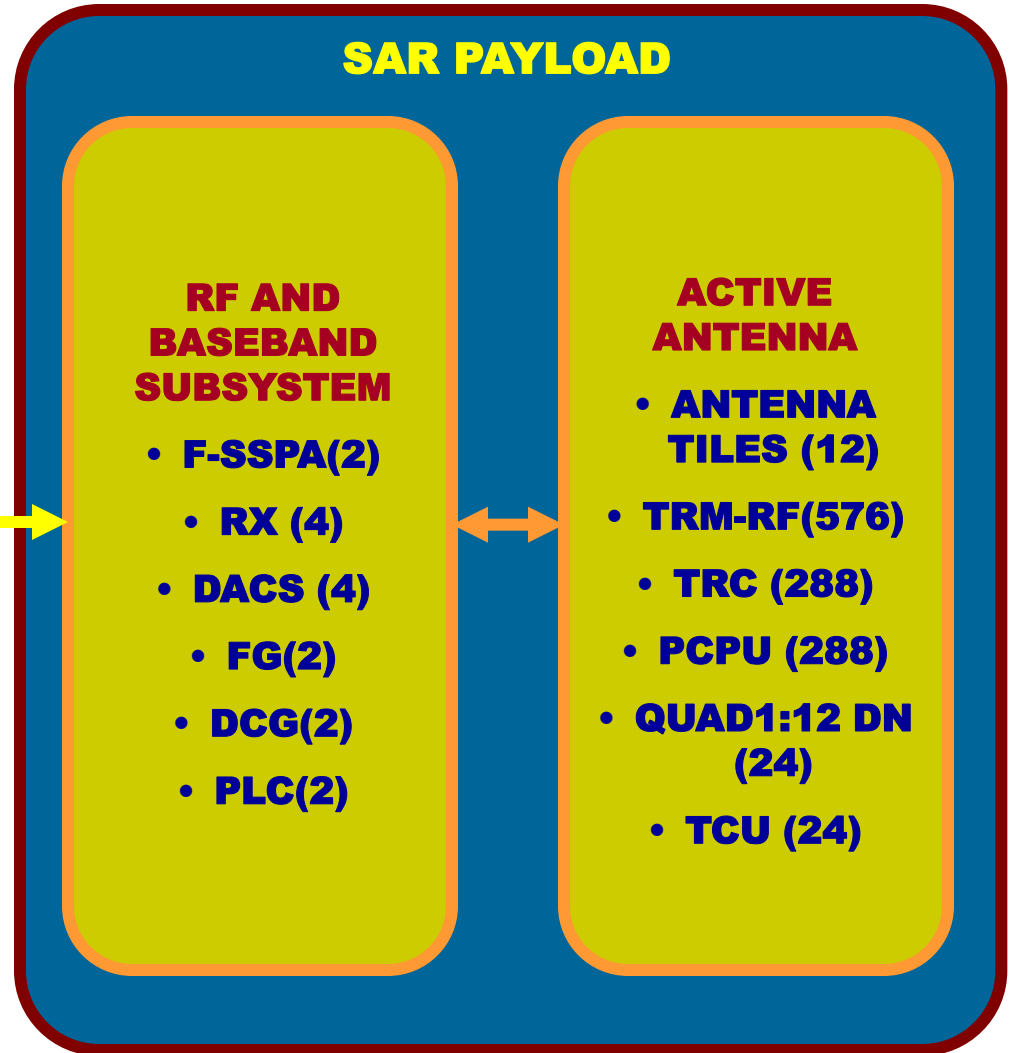 SAR PAYLOAD
RF AND
BASEBAND
SUBSYSTEM
• F-SSPA(2)
• RX (4)
• DACS (4)
• FG(2)
• DCG(2)
• PLC(2)
ACTIVE
ANTENNA
• ANTENNA
TILES (12)
• TRM-RF(576)
• TRC (288)
• PCPU (288)
• QUAD1:12 DN
(24)
• TCU (24)